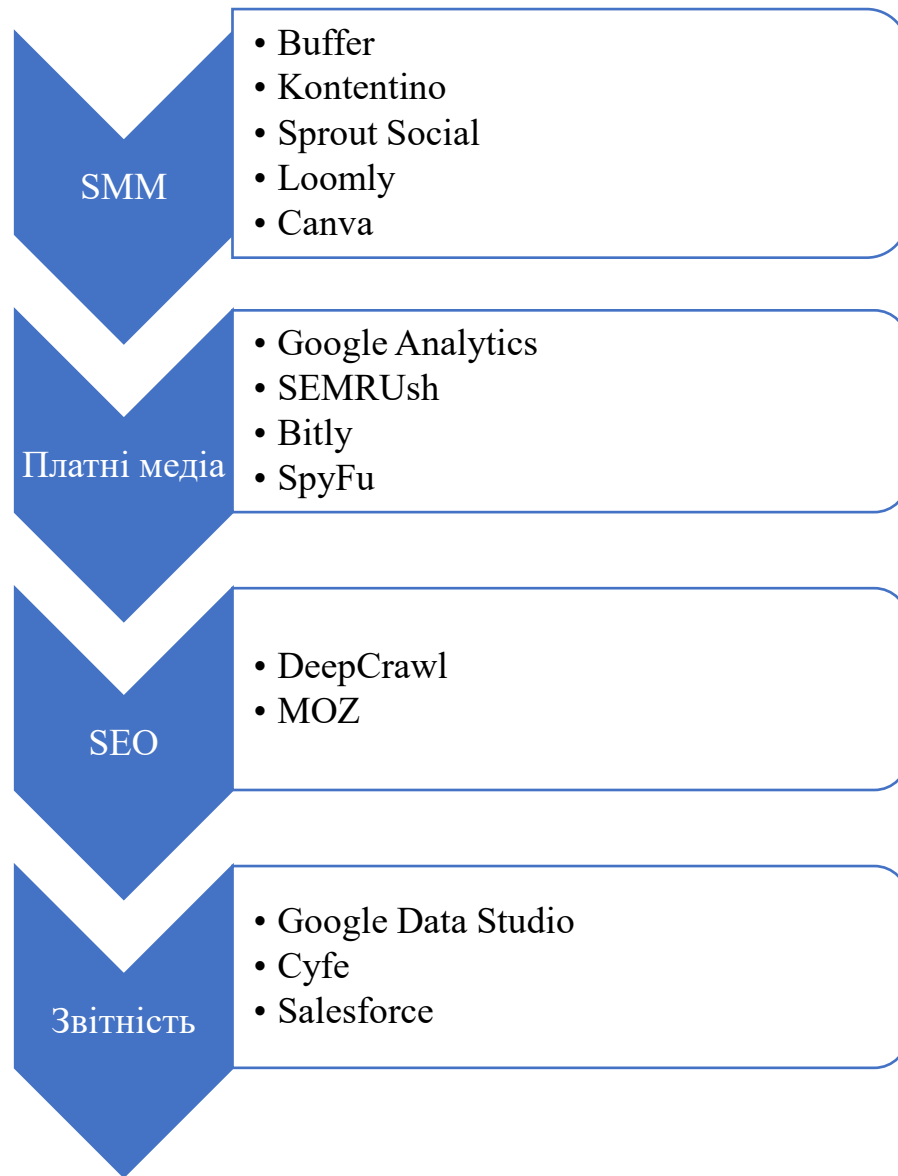 SMM
• Buffer
• Kontentino
• Sprout Social
• Loomly
• Canva
Платні медіа
• Google Analytics
• SEMRUsh
• Bitly
• SpyFu
SEO
• DeepCrawl
• MOZ
Звітність
• Google Data Studio
• Cyfe
• Salesforce